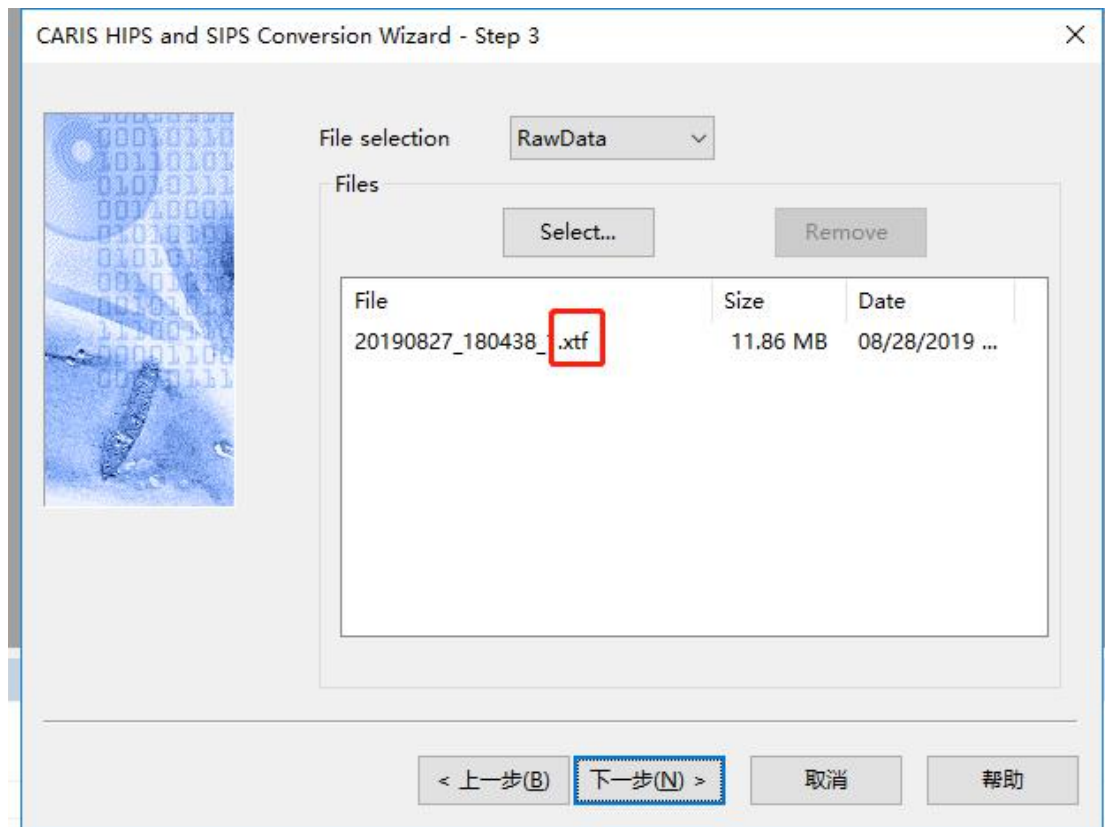 CARIS HIPS and SIPS Conversion Wizard - Step 3
File selection RawData
Files
Select... Remove
File Size Date
20190827_180438_ .xtf 11.86 MB 08/28/2019 ...
< 上一步(B) 下一步(N) > 取消 帮助